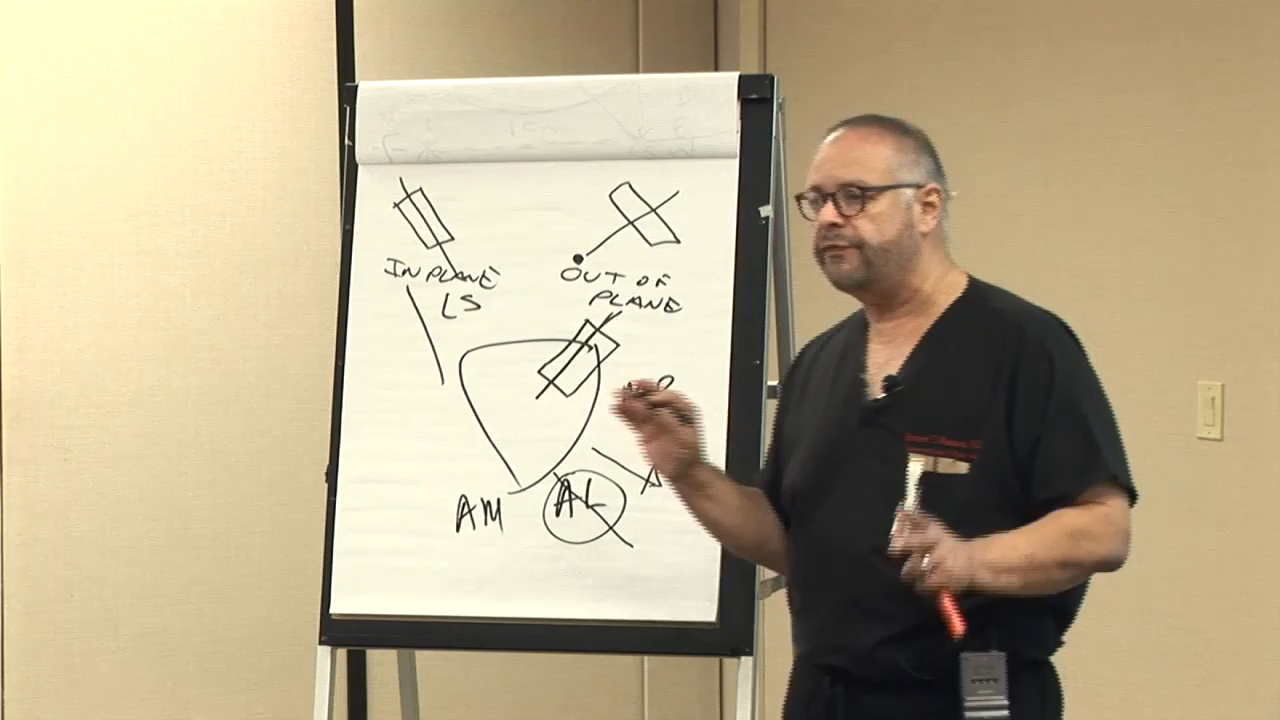 IN PLANE
LS
OUT OF
PLANE
AM
AL